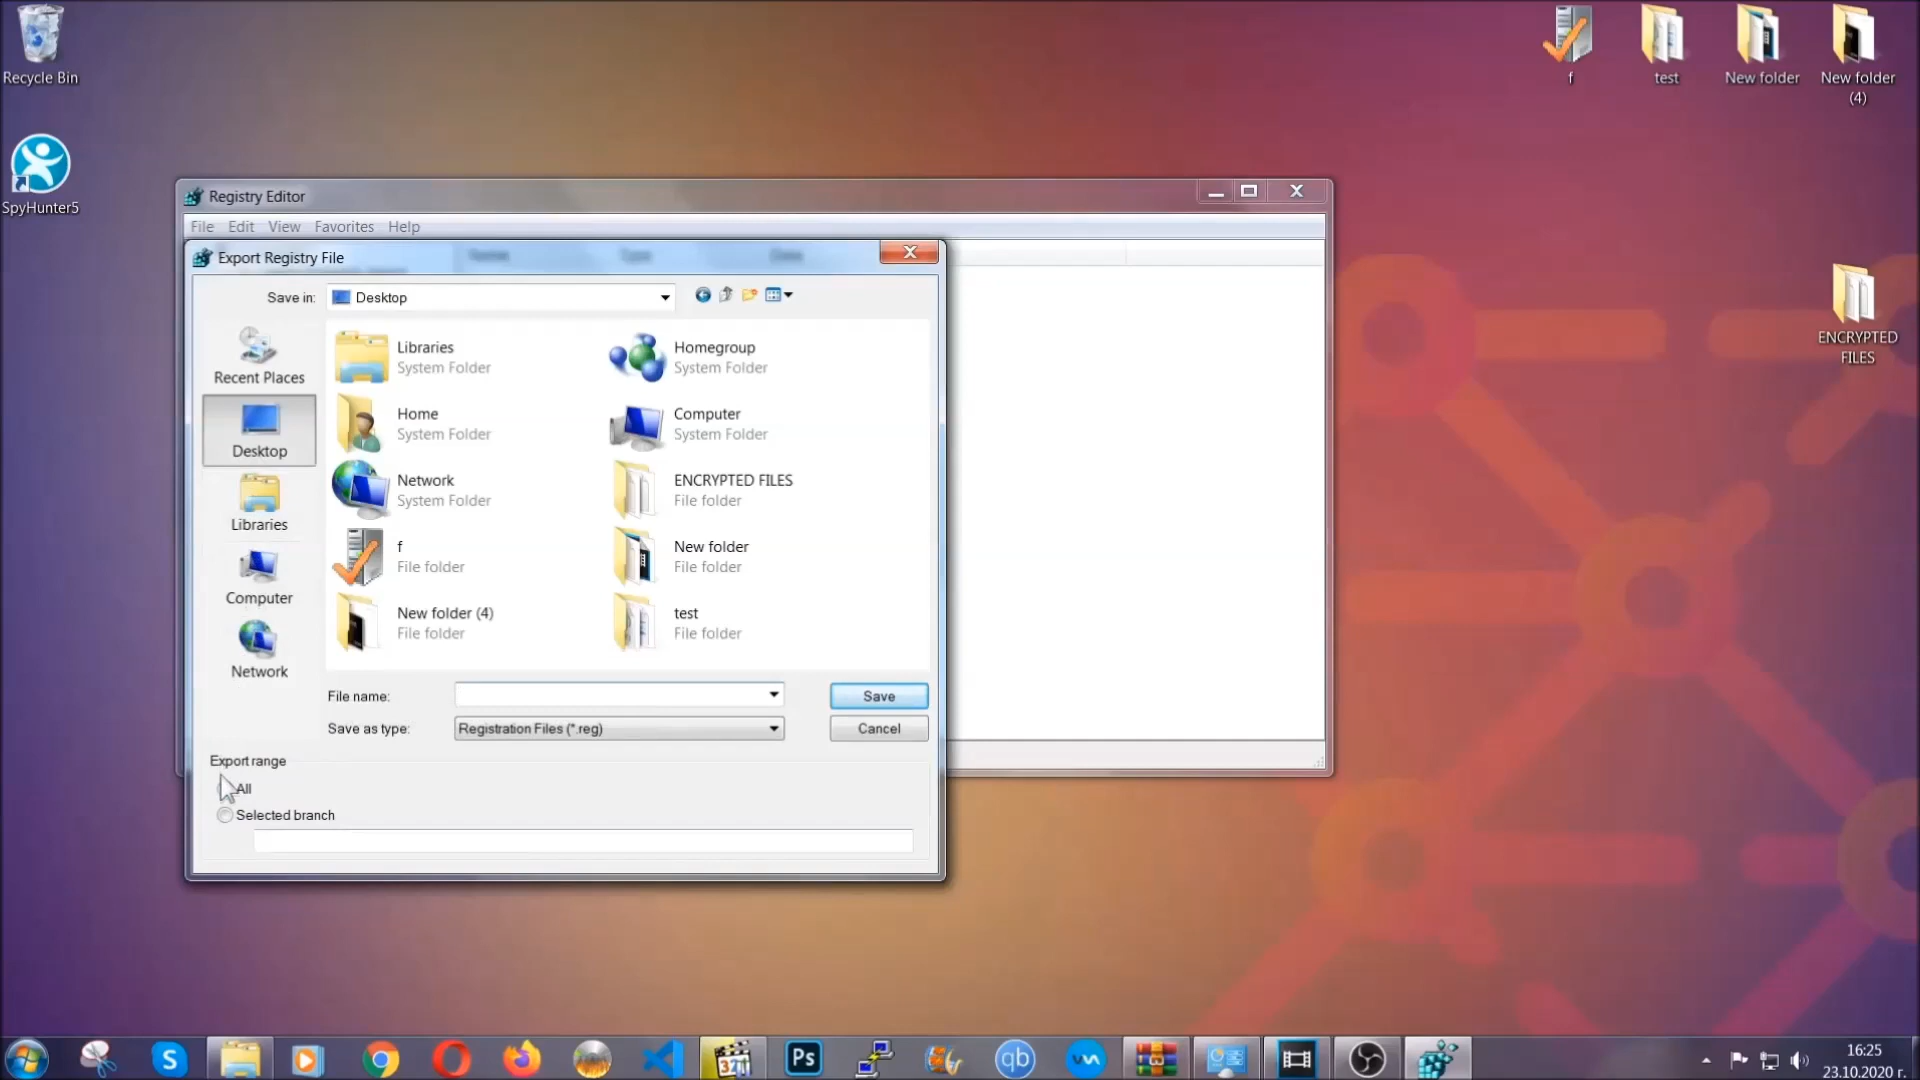 Recycle Bin
SpyHunter5
f
test
New folder
New folder
(4)
ENCRYPTED
FILES
Registry Editor
File Edit View Favorites Help
Export Registry File
Save in:
Desktop
Recent Places
Desktop
Libraries
Computer
Network
Libraries
System Folder
Homegroup
System Folder
Home
System Folder
Computer
System Folder
Network
System Folder
ENCRYPTED FILES
File folder
f
File folder
New folder
File folder
New folder (4)
File folder
test
File folder
File name:
Save
Save as type:
Registration Files (*.reg)
Cancel
Export range
All
Selected branch
S
321
Ps
qb
16:25
23.10.2020 г.